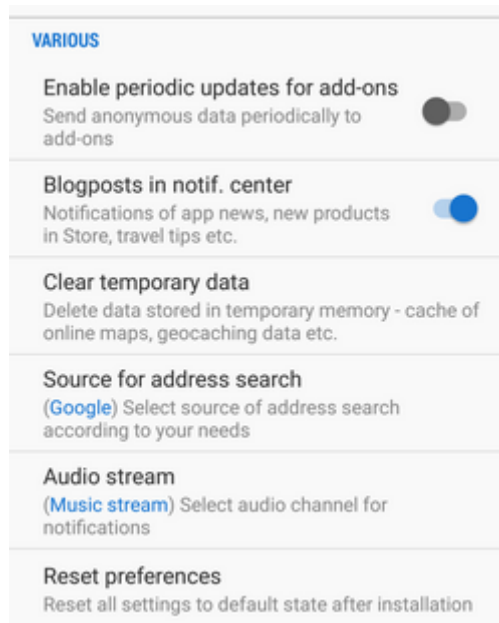 VARIOUS
Enable periodic updates for add-ons
Send anonymous data periodically to
add-ons
Blogposts in notif. center
Notifications of app news, new products
in Store, travel tips etc.
Clear temporary data
Delete data stored in temporary memory - cache of
online maps, geocaching data etc.
Source for address search
(Google) Select source of address search
according to your needs
Audio stream
(Music stream) Select audio channel for
notifications
Reset preferences
Reset all settings to default state after installation